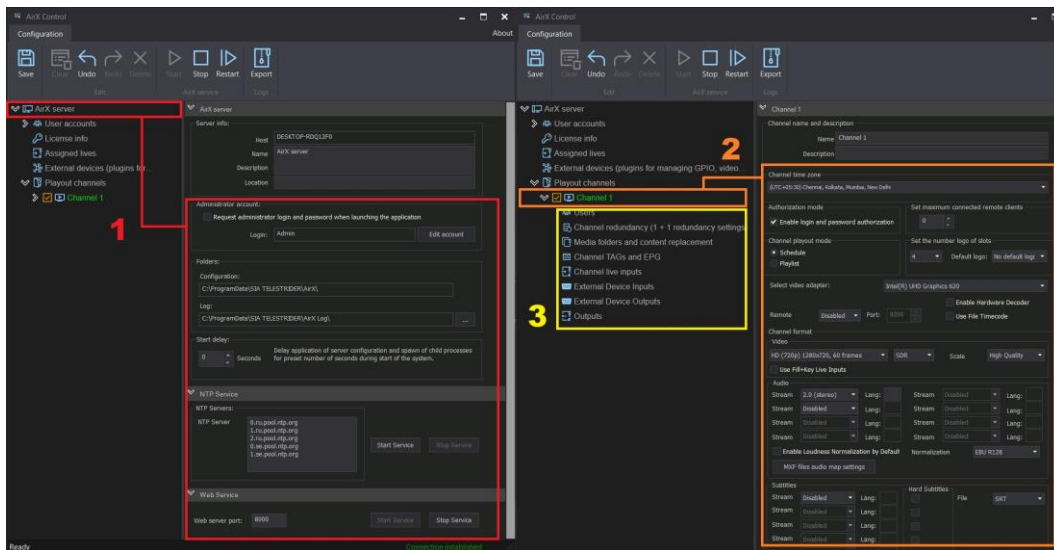 AirX Control
Configuration
About
Save
Clear
Undo
Redo
Delete
Start
Stop
Restart
Export
Edit
AirX service
Logs
AirX server
User accounts
License info
Assigned lives
External devices (plugins for...
Playout channels
Channel 1
1
AirX server
Server info:
Host DESKTOP-RDQ12F0
Name AirX server
Description
Location
Administrator account:
Request administrator login and password when launching the application
Login: Admin Edit account
Folders:
Configuration:
C:\ProgramData\SIA TELESTRIDER\AirX\
Log:
C:\ProgramData\SIA TELESTRIDER\AirX Log\ ...
Start delay:
0 Seconds
Delay application of server configuration and spawn of child processes
for preset number of seconds during start of the system.
NTP Service
NTP Servers:
NTP Server
0.ru.pool.ntp.org
1.ru.pool.ntp.org
2.ru.pool.ntp.org
0.se.pool.ntp.org
1.se.pool.ntp.org
Start Service Stop Service
Web Service
Web server port: 8000 Start Service Stop Service
Ready
Connection established
AirX Control
Configuration
Save
Clear
Undo
Redo
Delete
Start
Stop
Restart
Export
Edit
AirX service
Logs
AirX server
User accounts
License info
Assigned lives
External devices (plugins for managing GPIO, video...
Playout channels
Channel 1
2
Users
Channel redundancy (1 + 1 redundancy settings
Media folders and content replacement
Channel TAGs and EPG
Channel live inputs
External Device Inputs
External Device Outputs
Outputs
3
Channel 1
Channel name and description
Name Channel 1
Description
Channel time zone
(UTC+05:30) Chennai, Kolkata, Mumbai, New Delhi
Authorization mode
Enable login and password authorization
Set maximum connected remote clients
0
Channel playout mode
Schedule
Playlist
Set the number logo of slots
4 Default logo: No default logo
Select video adapter: Intel(R) UHD Graphics 620
Enable Hardware Decoder
Remote Disabled Port: 9200 Use File Timecode
Channel format
Video
HD (720p) 1280x720, 60 frames SDR Scale High Quality
Use Fill+Key Live Inputs
Audio
Stream 2.0 (stereo) Lang: Stream Disabled Lang:
Stream Disabled Lang: Stream Disabled Lang:
Stream Disabled Lang: Stream Disabled Lang:
Stream Disabled Lang: Stream Disabled Lang:
Enable Loudness Normalization by Default Normalization EBU R128
MXF files audio map settings
Subtitles
Hard Subtitles
Stream Disabled Lang: File SRT
Stream Disabled Lang:
Stream Disabled Lang:
Stream Disabled Lang: